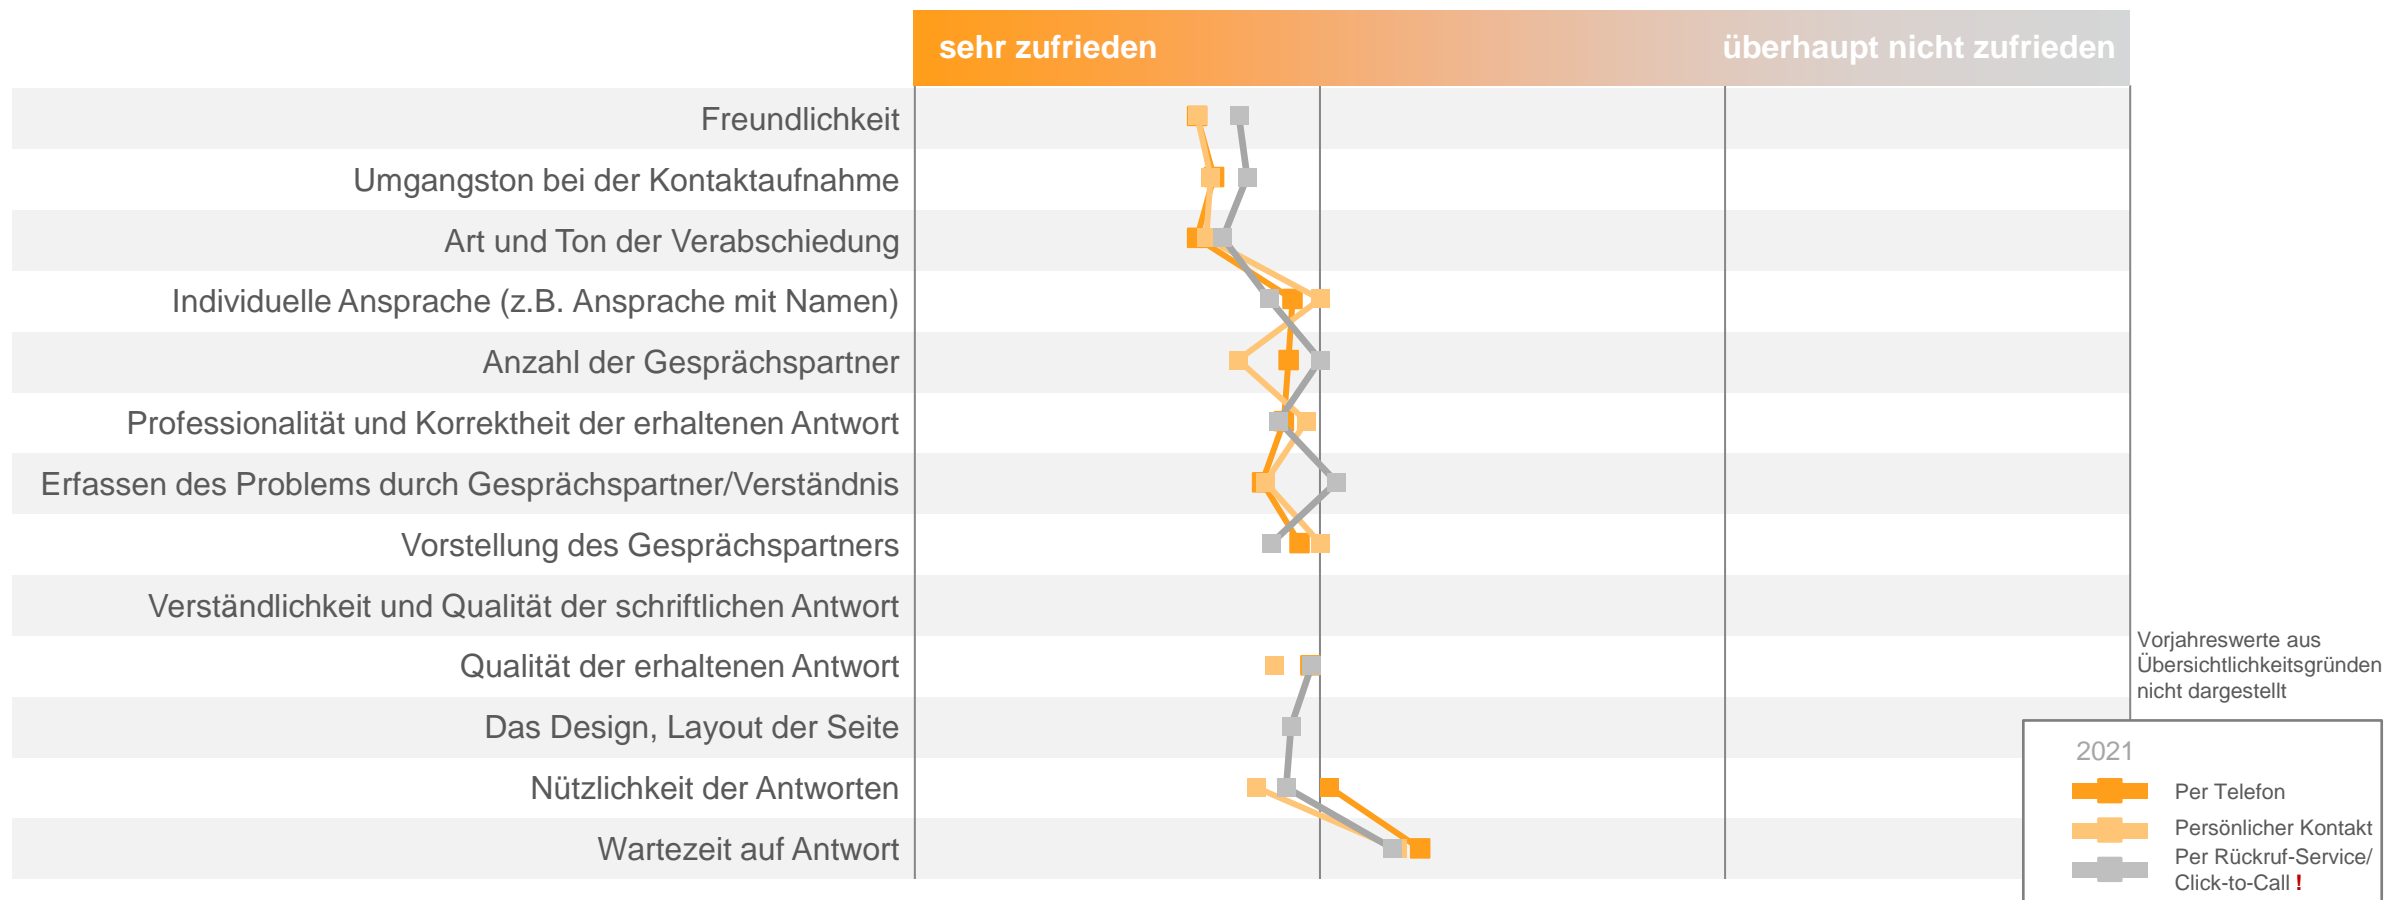 sehr zufrieden
überhaupt nicht zufrieden
Freundlichkeit
Umgangston bei der Kontaktaufnahme
Art und Ton der Verabschiedung
Individuelle Ansprache (z.B. Ansprache mit Namen)
Anzahl der Gesprächspartner
Professionalität und Korrektheit der erhaltenen Antwort
Erfassen des Problems durch Gesprächspartner/Verständnis
Vorstellung des Gesprächspartners
Verständlichkeit und Qualität der schriftlichen Antwort
Qualität der erhaltenen Antwort
Das Design, Layout der Seite
Nützlichkeit der Antworten
Wartezeit auf Antwort
Vorjahreswerte aus
Übersichtlichkeitsgründen
nicht dargestellt
2021
Per Telefon
Persönlicher Kontakt
Per Rückruf-Service/
Click-to-Call !